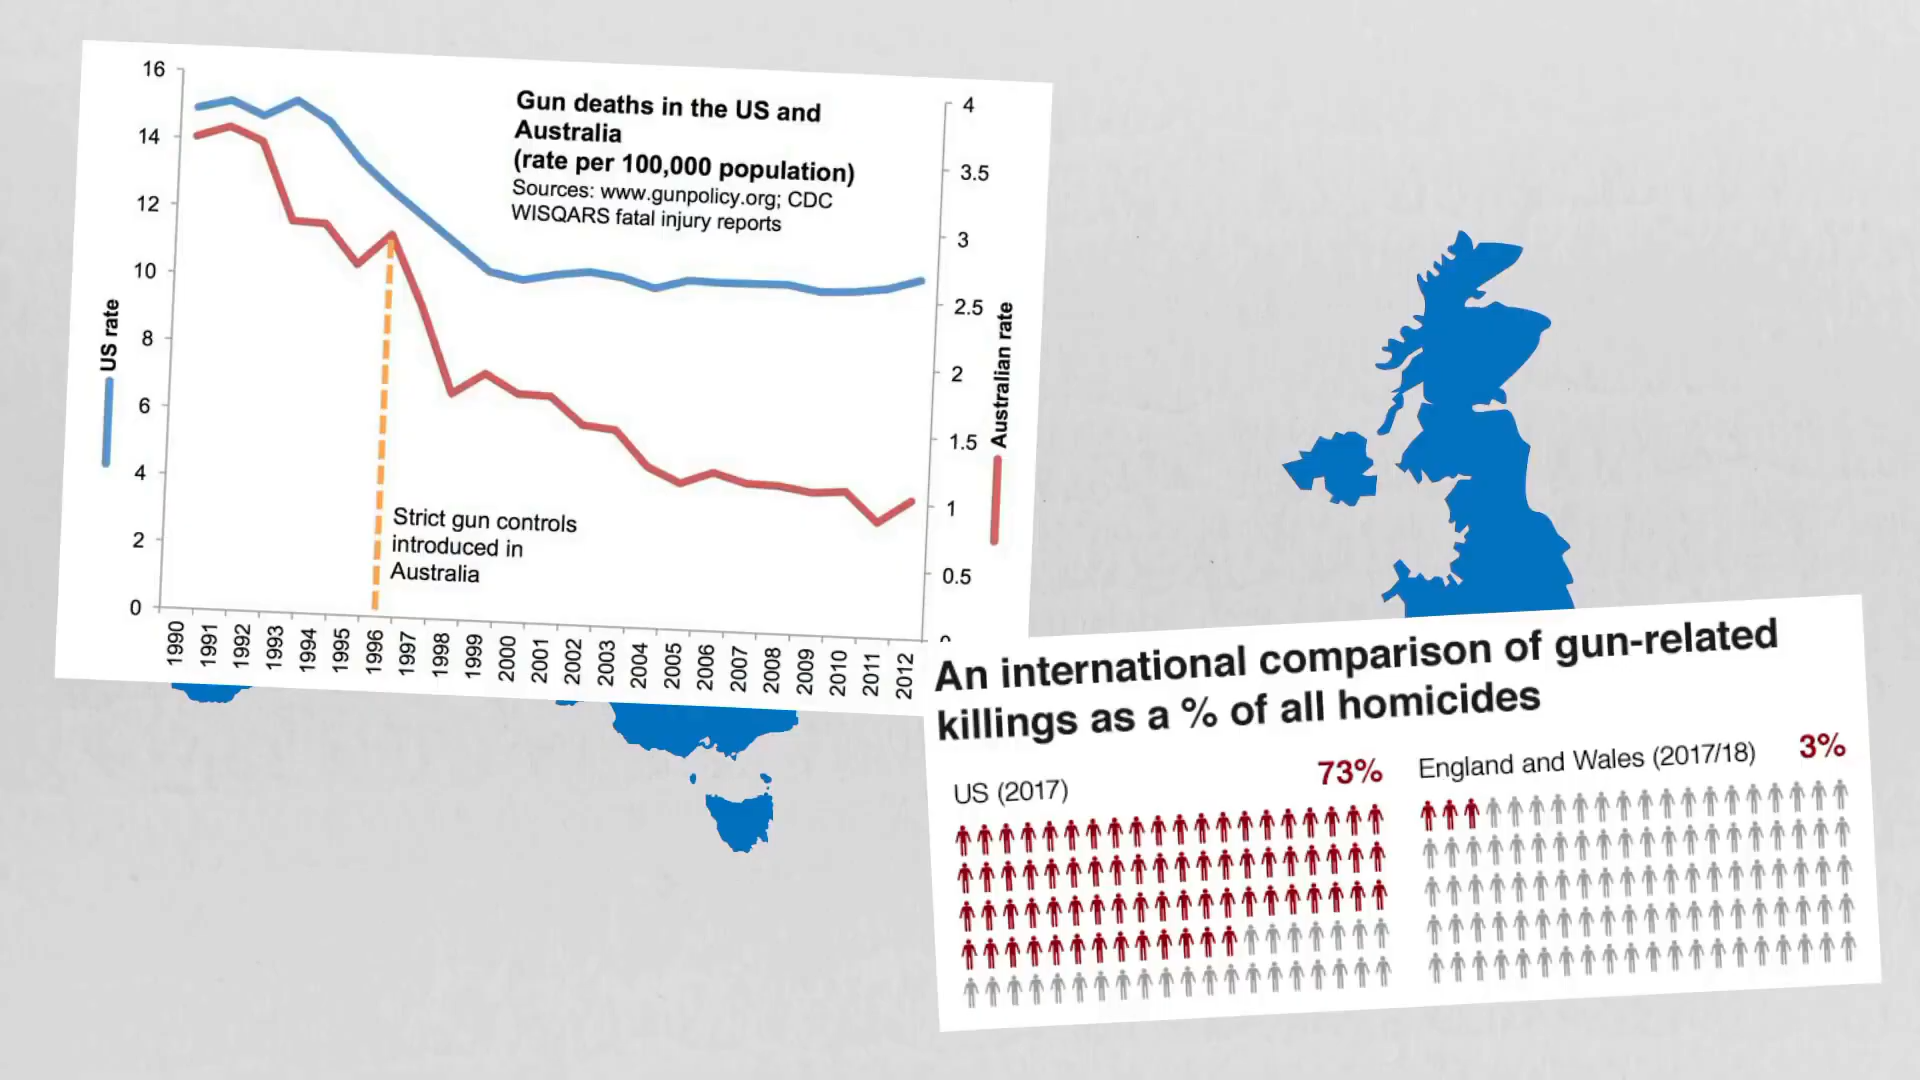 Gun deaths in the US and
Australia
(rate per 100,000 population)
Sources: www.gunpolicy.org; CDC
WISQARS fatal injury reports
16
14
12
10
8
6
4
2
0
US rate
4
3.5
3
2.5
2
1.5
1
0.5
Australian rate
Strict gun controls
introduced in
Australia
1990
1991
1992
1993
1994
1995
1996
1997
1998
1999
2000
2001
2002
2003
2004
2005
2006
2007
2008
2009
2010
2011
2012
An international comparison of gun-related
killings as a % of all homicides
US (2017) 73%
England and Wales (2017/18) 3%